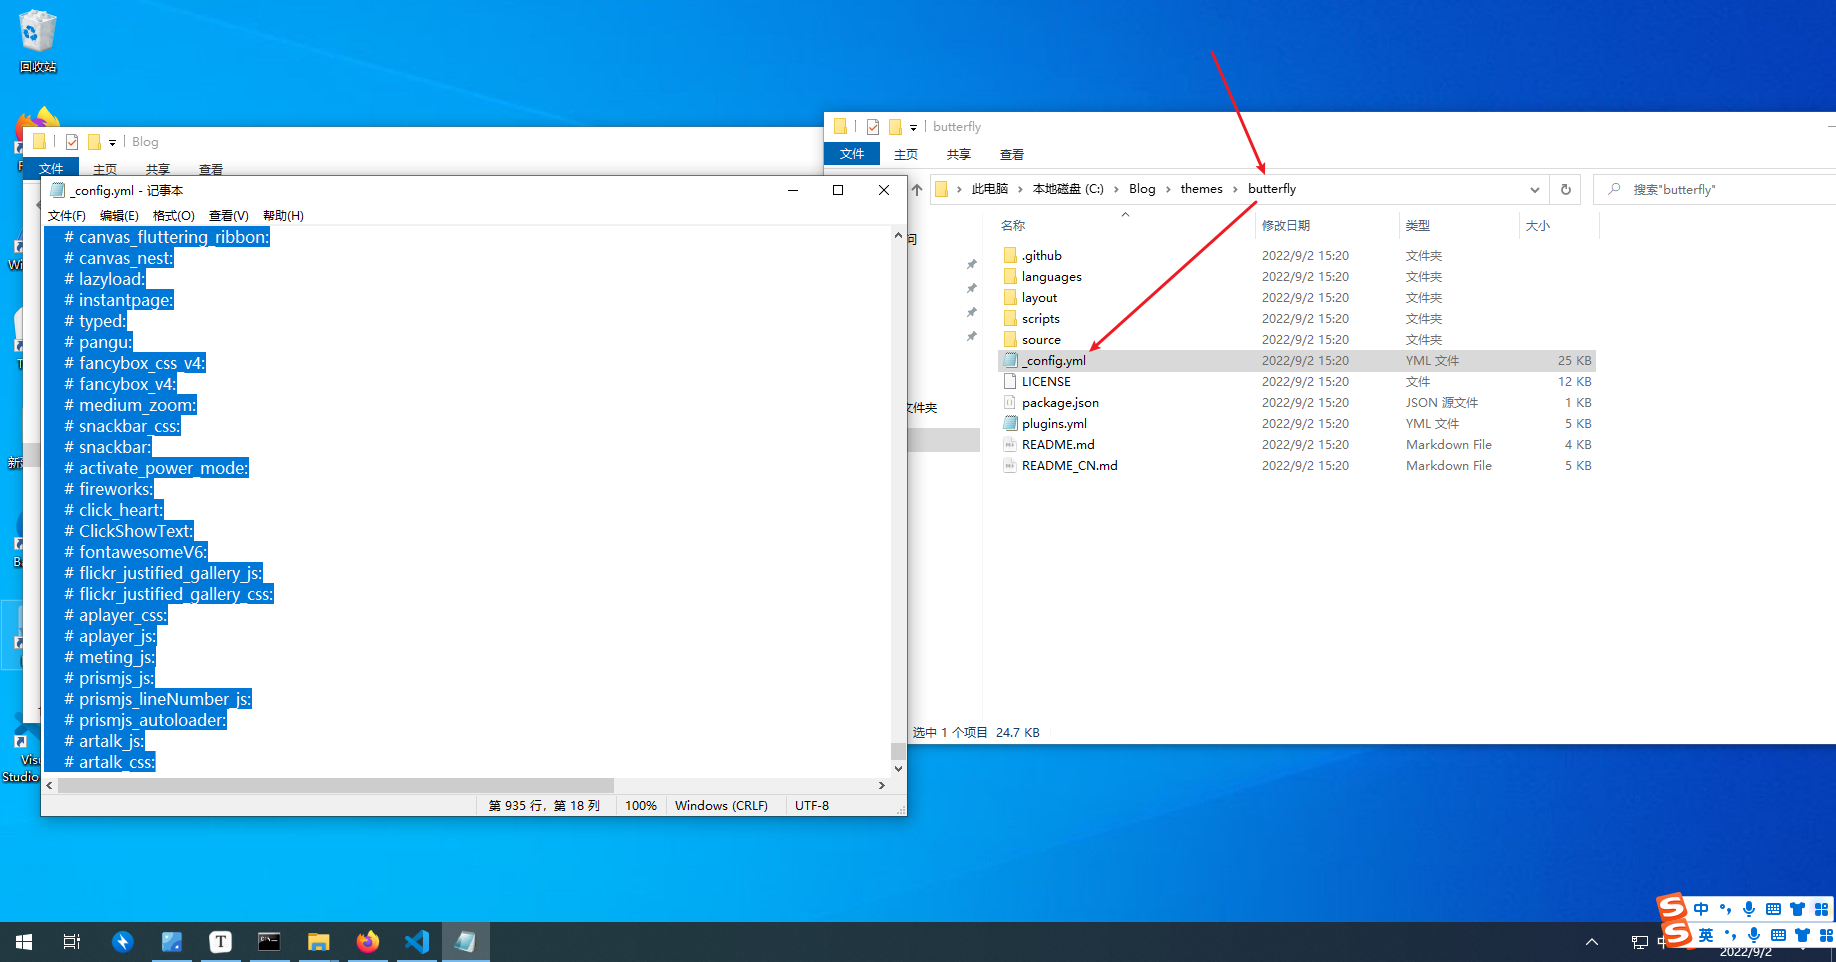 回收站
Blog
文件 主页 共享 查看
_config.yml - 记事本
文件(F) 编辑(E) 格式(O) 查看(V) 帮助(H)
# canvas_fluttering_ribbon:
# canvas_nest:
# lazyload:
# instantpage:
# typed:
# pangu:
# fancybox_css_v4:
# fancybox_v4:
# medium_zoom:
# snackbar_css:
# snackbar:
# activate_power_mode:
# fireworks:
# click_heart:
# ClickShowText:
# fontawesomeV6:
# flickr_justified_gallery_js:
# flickr_justified_gallery_css:
# aplayer_css:
# aplayer_js:
# meting_js:
# prismjs_js:
# prismjs_lineNumber_js:
# prismjs_autoloader:
# artalk_js:
# artalk_css:
第 935 行，第 18 列 100% Windows (CRLF) UTF-8
butterfly
文件 主页 共享 查看
此电脑 本地磁盘 (C:) Blog themes butterfly
搜索"butterfly"
名称 修改日期 类型 大小
.github 2022/9/2 15:20 文件夹
languages 2022/9/2 15:20 文件夹
layout 2022/9/2 15:20 文件夹
scripts 2022/9/2 15:20 文件夹
source 2022/9/2 15:20 文件夹
_config.yml 2022/9/2 15:20 YML 文件 25 KB
LICENSE 2022/9/2 15:20 文件 12 KB
package.json 2022/9/2 15:20 JSON 源文件 1 KB
plugins.yml 2022/9/2 15:20 YML 文件 5 KB
README.md 2022/9/2 15:20 Markdown File 4 KB
README_CN.md 2022/9/2 15:20 Markdown File 5 KB
问
文件夹
选中 1 个项目 24.7 KB
Studio
中
英
2022/9/2